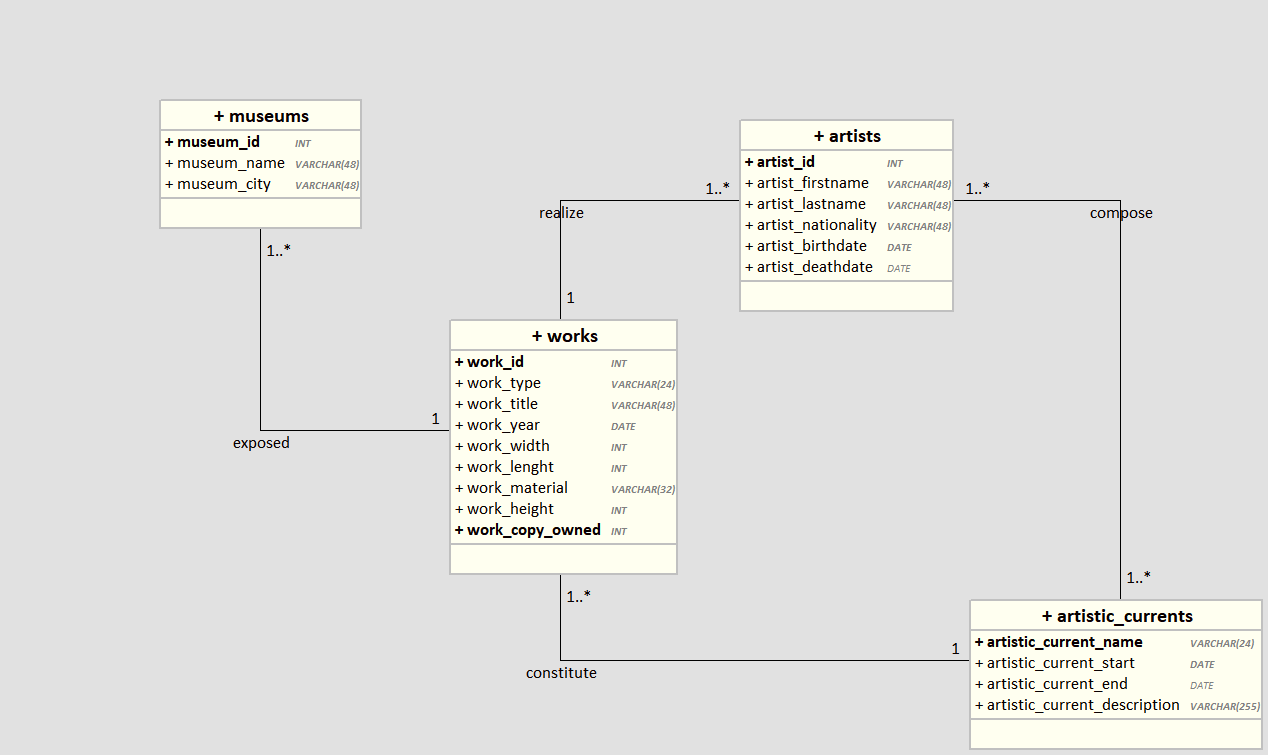 + museums
+ museum_id INT
+ museum_name VARCHAR(48)
+ museum_city VARCHAR(48)
1..*
exposed
1
+ artists
+ artist_id INT
+ artist_firstname VARCHAR(48)
+ artist_lastname VARCHAR(48)
+ artist_nationality VARCHAR(48)
+ artist_birthdate DATE
+ artist_deathdate DATE
1..*
realize
1
1..*
compose
1..*
+ works
+ work_id INT
+ work_type VARCHAR(24)
+ work_title VARCHAR(48)
+ work_year DATE
+ work_width INT
+ work_lenght INT
+ work_material VARCHAR(32)
+ work_height INT
+ work_copy_owned INT
1..*
constitute
1
+ artistic_currents
+ artistic_current_name VARCHAR(24)
+ artistic_current_start DATE
+ artistic_current_end DATE
+ artistic_current_description VARCHAR(255)